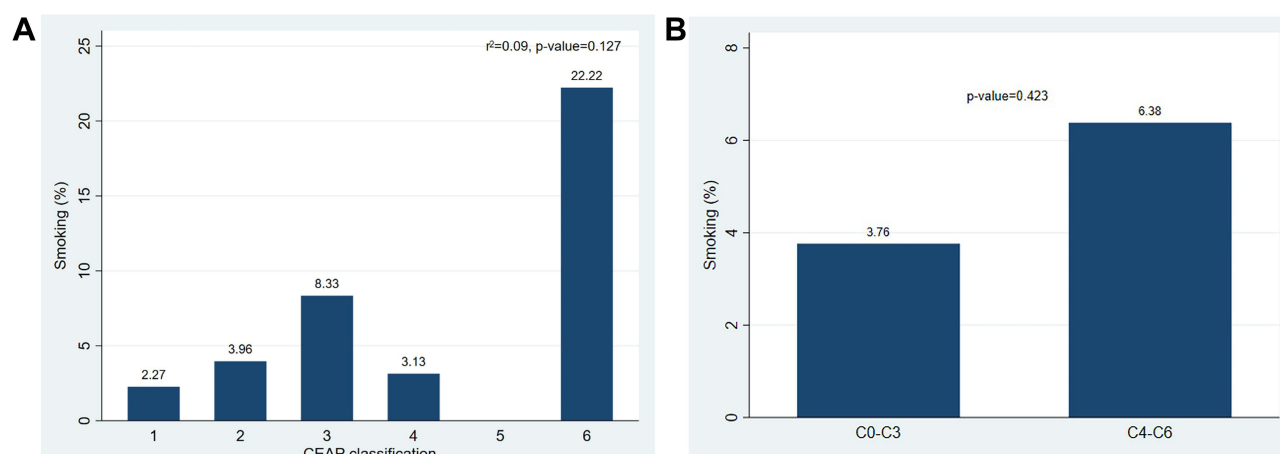 A
r²=0.09, p-value=0.127
25
20
15
10
5
0
Smoking (%)
2.27
3.96
8.33
3.13
22.22
1 2 3 4 5 6
CEAP classification
B
p-value=0.423
8
6
4
2
0
Smoking (%)
3.76
6.38
C0-C3 C4-C6